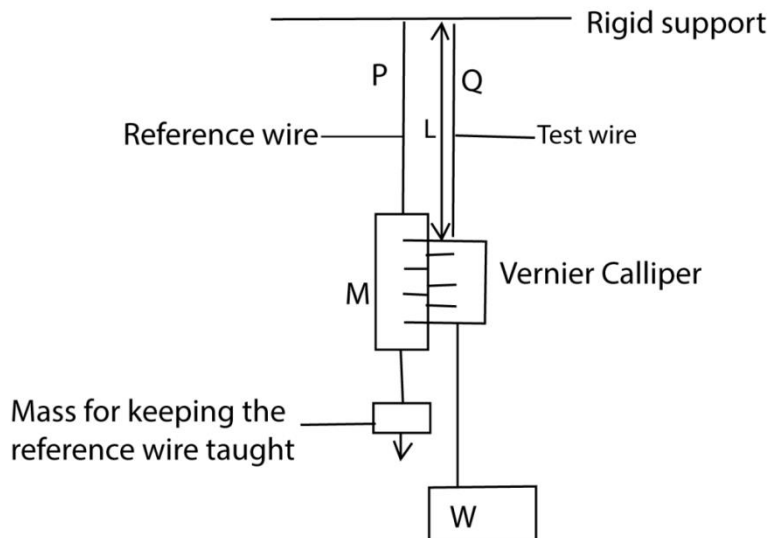 Rigid support
P
Q
Reference wire
L
Test wire
Vernier Calliper
M
Mass for keeping the
reference wire taught
W